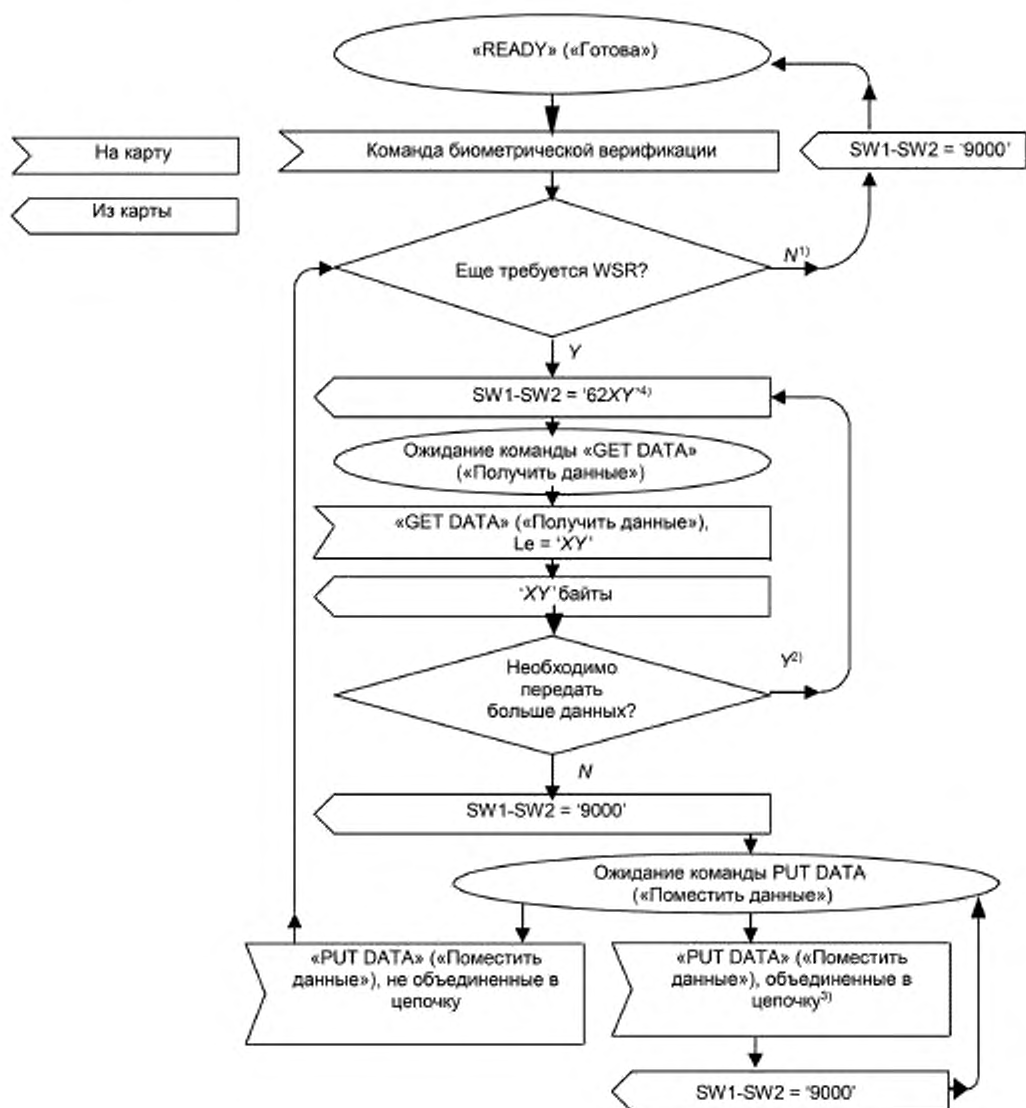 «READY» («Готова»)
На карту
Команда биометрической верификации
SW1-SW2 = ‘9000’
Из карты
Еще требуется WSR?
N1)
Y
SW1-SW2 = ‘62XY’4)
Ожидание команды «GET DATA»
(«Получить данные»)
«GET DATA» («Получить данные»),
Le = ‘XY’
‘XY’ байты
Необходимо
передать
больше данных?
Y2)
N
SW1-SW2 = ‘9000’
Ожидание команды PUT DATA
(«Поместить данные»)
«PUT DATA» («Поместить
данные»), не объединенные в
цепочку
«PUT DATA» («Поместить
данные»), объединенные в
цепочку3)
SW1-SW2 = ‘9000’